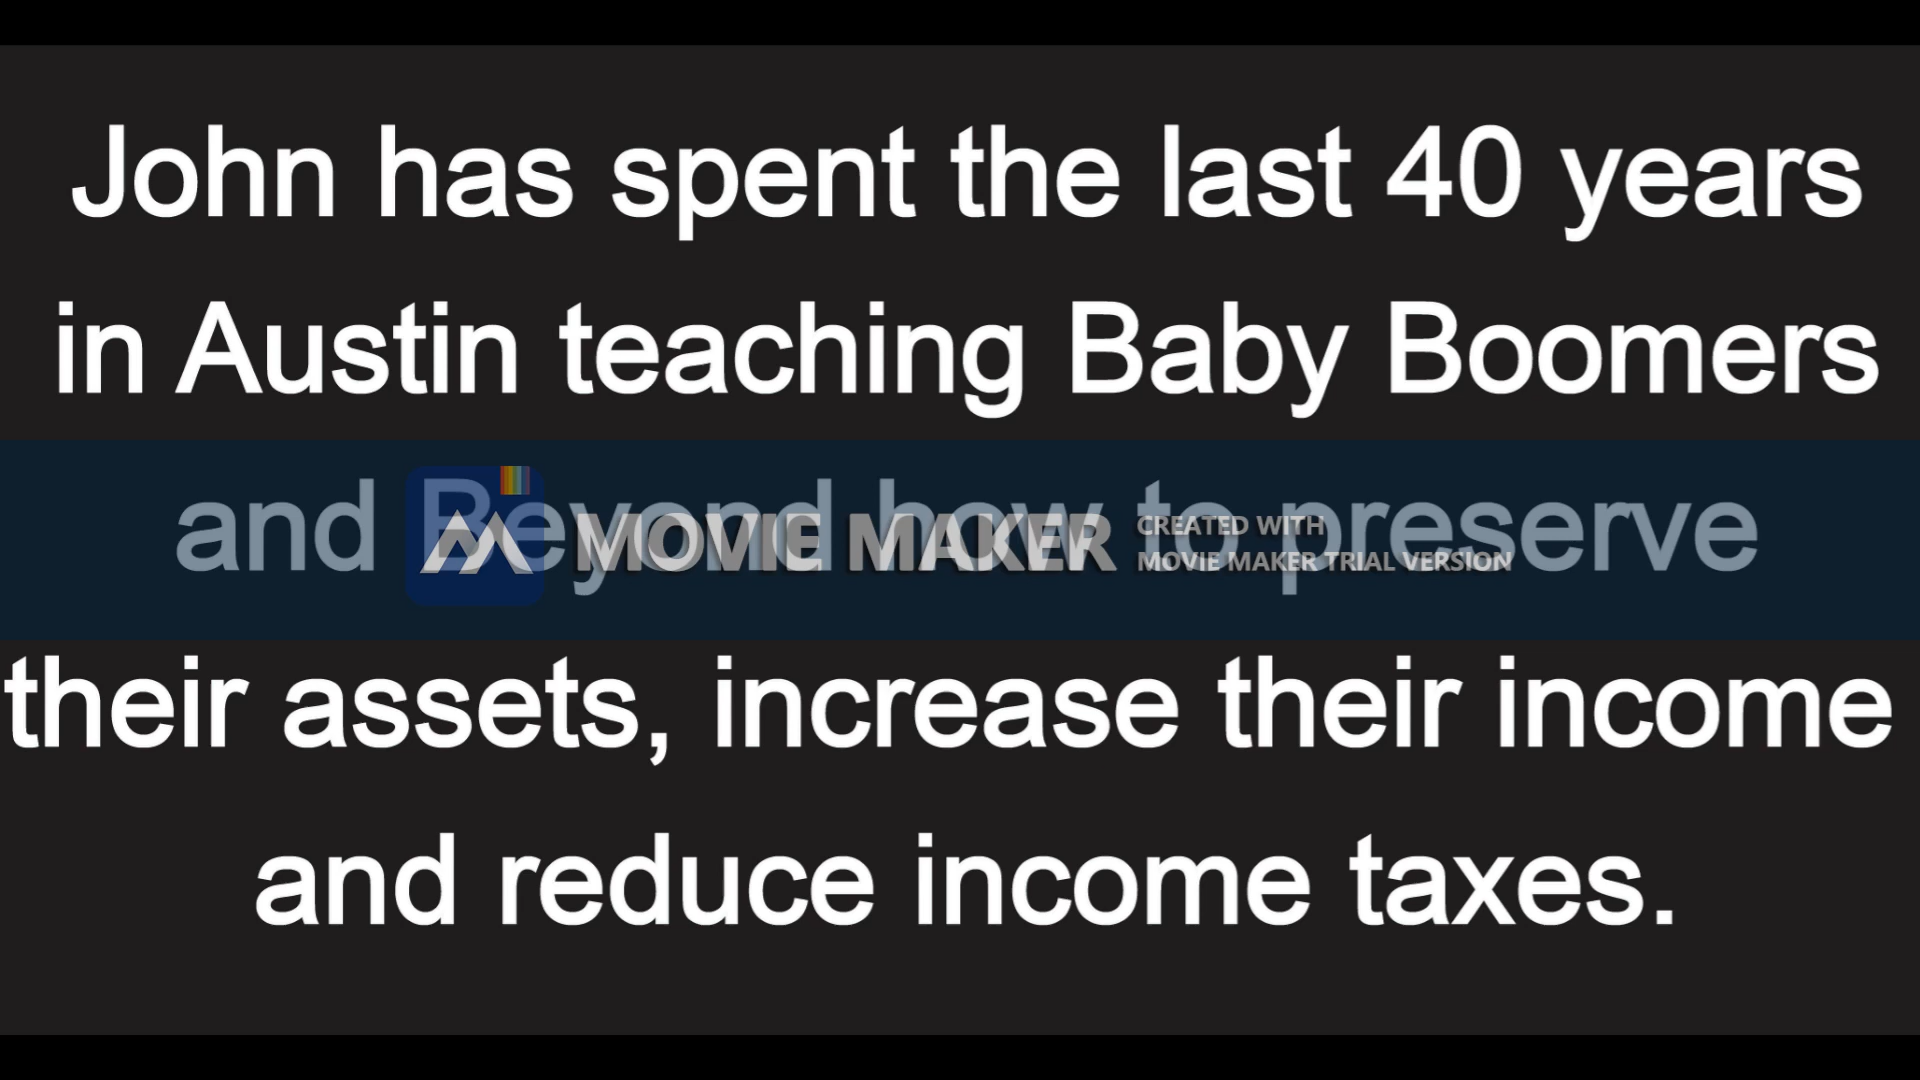 John has spent the last 40 years
in Austin teaching Baby Boomers
and Beyond how to preserve
MOVIE MAKER
CREATED WITH
MOVIE MAKER TRIAL VERSION
their assets, increase their income
and reduce income taxes.